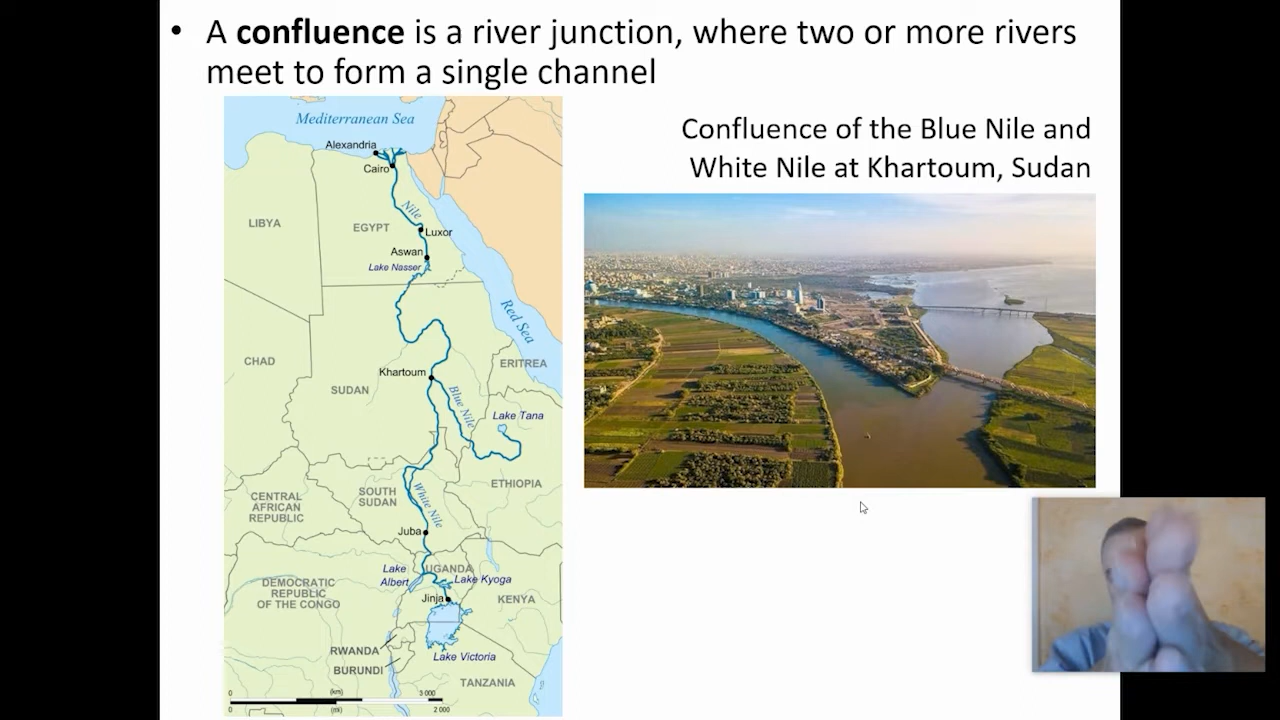 • A confluence is a river junction, where two or more rivers
meet to form a single channel
Confluence of the Blue Nile and
White Nile at Khartoum, Sudan
Mediterranean Sea
Alexandria
Cairo
Nile
LIBYA
EGYPT
Luxor
Aswan
Lake Nasser
Red Sea
CHAD
ERITREA
Khartoum
SUDAN
Blue Nile
Lake Tana
ETHIOPIA
CENTRAL
AFRICAN
REPUBLIC
SOUTH
SUDAN
White Nile
Juba
Lake
Albert
UGANDA
Lake Kyoga
DEMOCRATIC
REPUBLIC
OF THE CONGO
Jinja
KENYA
RWANDA
Lake Victoria
BURUNDI
TANZANIA
0 (km) 3 000
0 (mi) 2 000